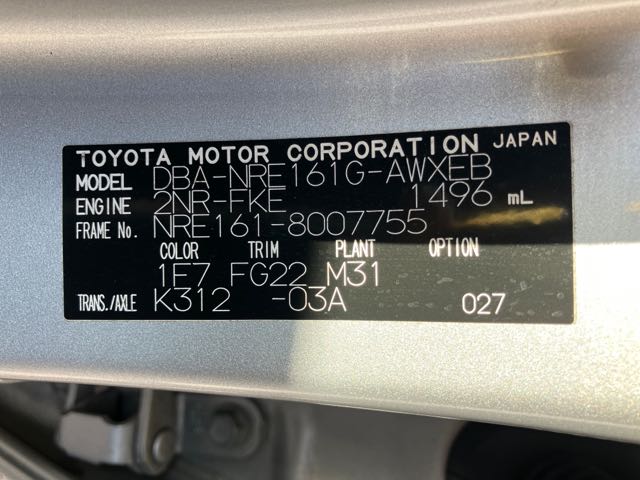 TOYOTA MOTOR CORPORATION JAPAN
MODEL DBA-NRE161G-AWXEB
ENGINE 2NR-FKE 1496 mL
FRAME No. NRE161-8007755
COLOR TRIM PLANT OPTION
1F7 FG22 M31
TRANS./AXLE K312 -03A 027